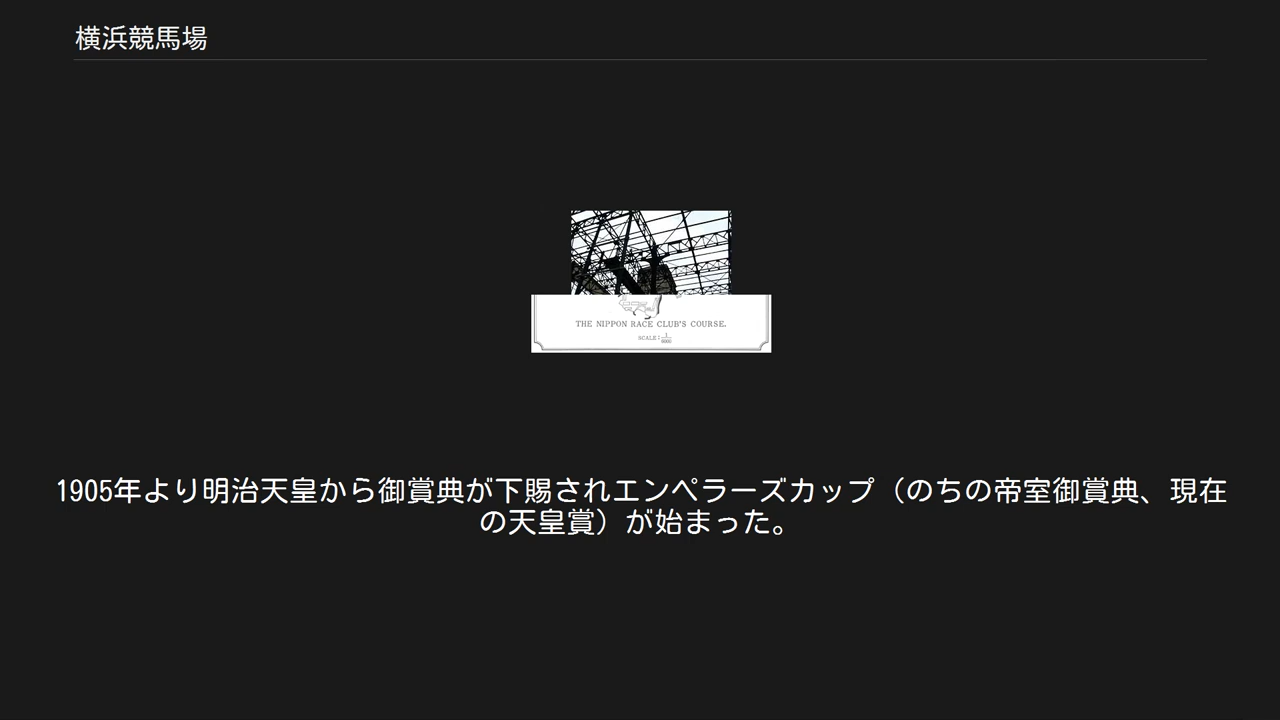 横浜競馬場
THE NIPPON RACE CLUB'S COURSE.
SCALE:
1905年より明治天皇から御賞典が下賜されエンペラーズカップ（のちの帝室御賞典、現在
の天皇賞）が始まった。